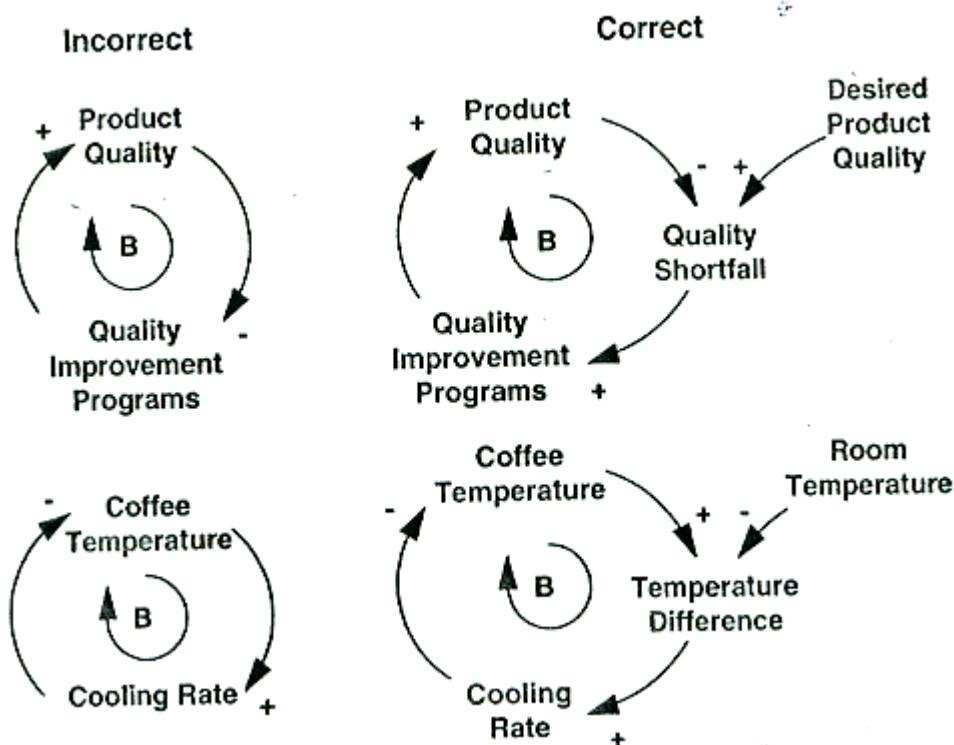 Incorrect
Correct
+
Product
Quality
B
Quality
Improvement
Programs
-
+
Product
Quality
-
+
Desired
Product
Quality
B
Quality
Shortfall
Quality
Improvement
Programs
+
-
Coffee
Temperature
B
Cooling Rate
+
-
Coffee
Temperature
+
-
Room
Temperature
B
Temperature
Difference
Cooling
Rate
+